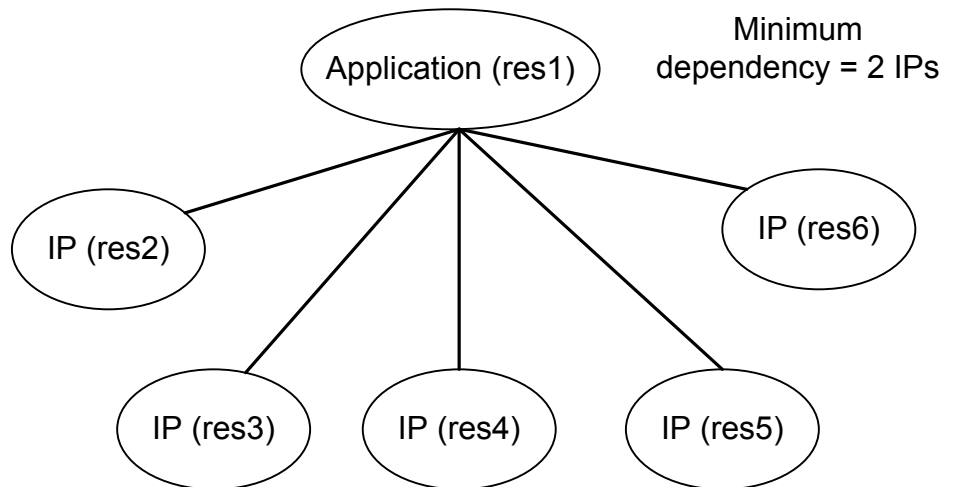 Application (res1)
Minimum
dependency = 2 IPs
IP (res2)
IP (res6)
IP (res3)
IP (res4)
IP (res5)